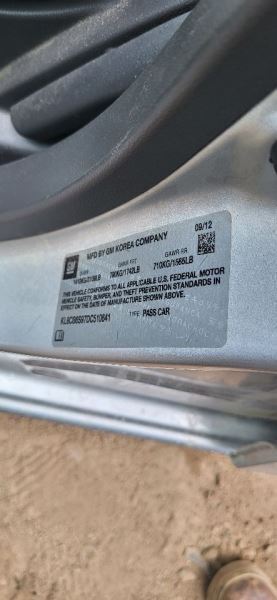 09/12
MFD BY GM KOREA COMPANY
GM
GVWR GAWR FRT GAWR RR
790KG/1742LB 710KG/1565LB
THIS VEHICLE CONFORMS TO ALL APPLICABLE U.S. FEDERAL MOTOR
VEHICLE SAFETY, BUMPER, AND THEFT PREVENTION STANDARDS IN
EFFECT ON THE DATE OF MANUFACTURE SHOWN ABOVE.
TYPE: PASS CAR